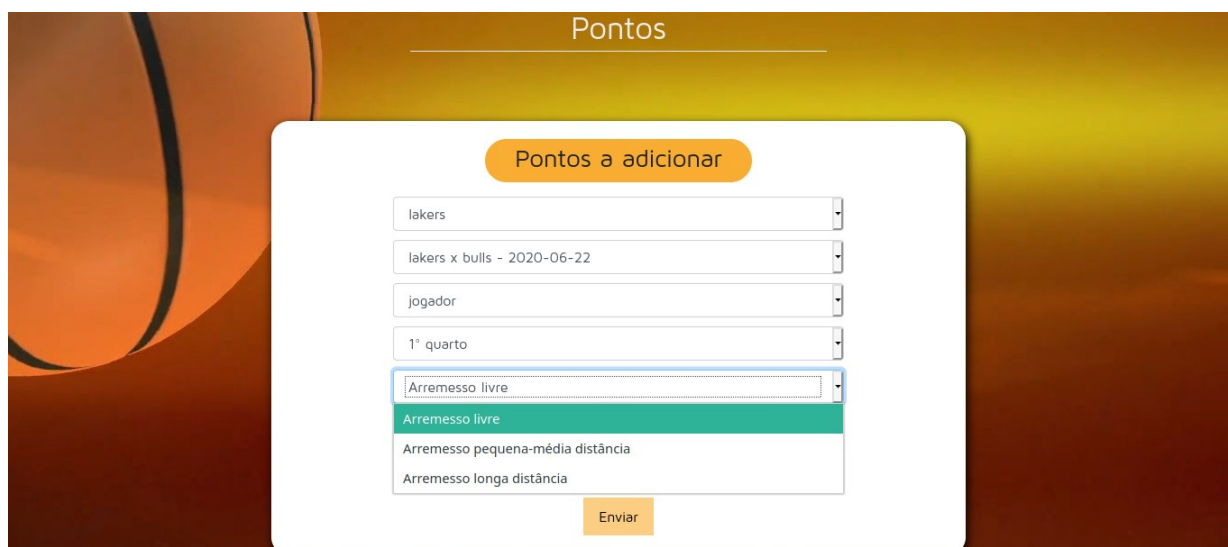 Pontos
Pontos a adicionar
lakers
lakers x bulls - 2020-06-22
jogador
1° quarto
Arremesso livre
Arremesso livre
Arremesso pequena-média distância
Arremesso longa distância
Enviar